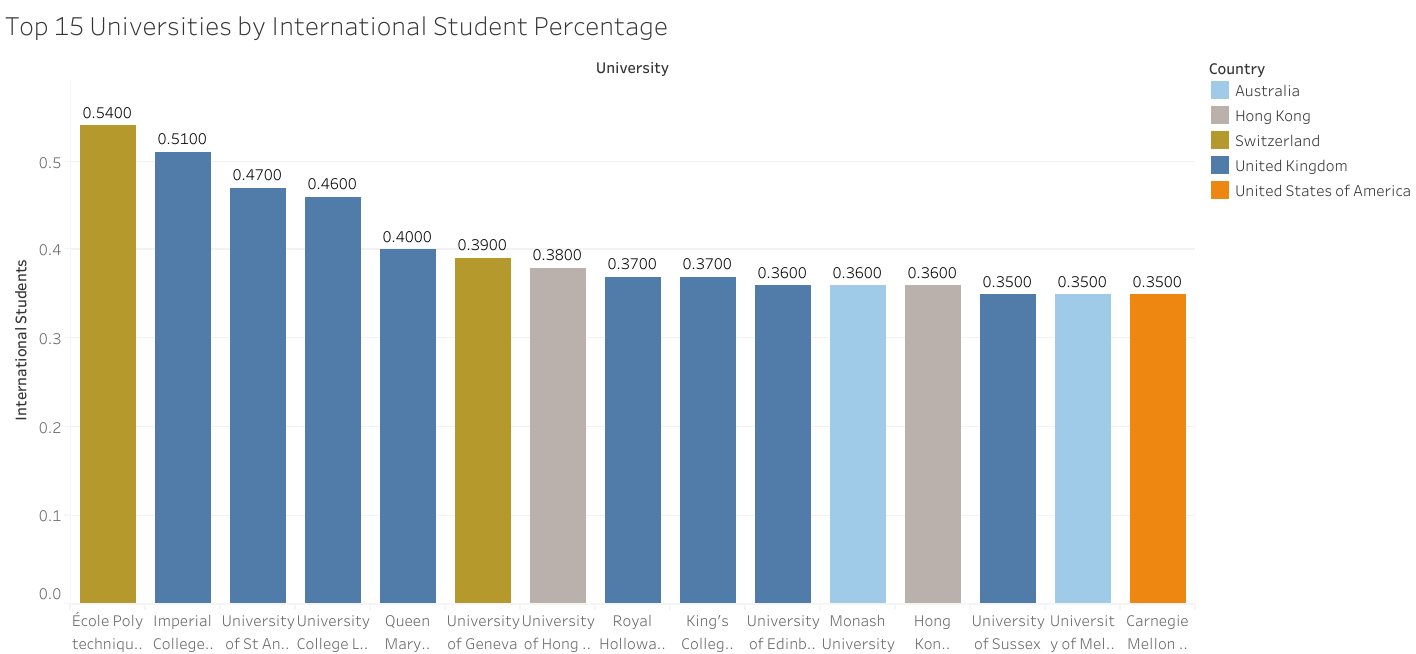 Top 15 Universities by International Student Percentage
University
Country
Australia
Hong Kong
Switzerland
United Kingdom
United States of America
International Students
0.5
0.4
0.3
0.2
0.1
0.0
0.5400
0.5100
0.4700
0.4600
0.4000
0.3900
0.3800
0.3700
0.3700
0.3600
0.3600
0.3600
0.3500
0.3500
0.3500
École Poly
techniqu..
Imperial
College..
University
of St An..
University
College L..
Queen
Mary..
University
of Geneva
University
of Hong ..
Royal
Hollowa..
King's
Colleg..
University
of Edinb..
Monash
University
Hong
Kon..
University
of Sussex
Universit
y of Mel..
Carnegie
Mellon ..